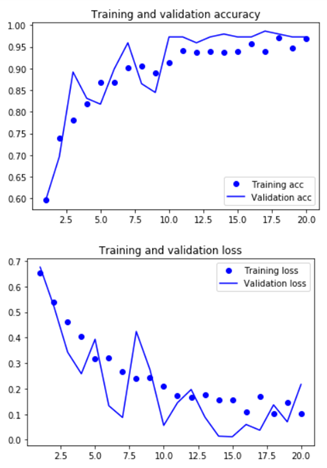 Training and validation accuracy
1.00
0.95
0.90
0.85
0.80
0.75
0.70
0.65
0.60
Training acc
Validation acc
2.5 5.0 7.5 10.0 12.5 15.0 17.5 20.0
Training and validation loss
0.7
0.6
0.5
0.4
0.3
0.2
0.1
0.0
Training loss
Validation loss
2.5 5.0 7.5 10.0 12.5 15.0 17.5 20.0